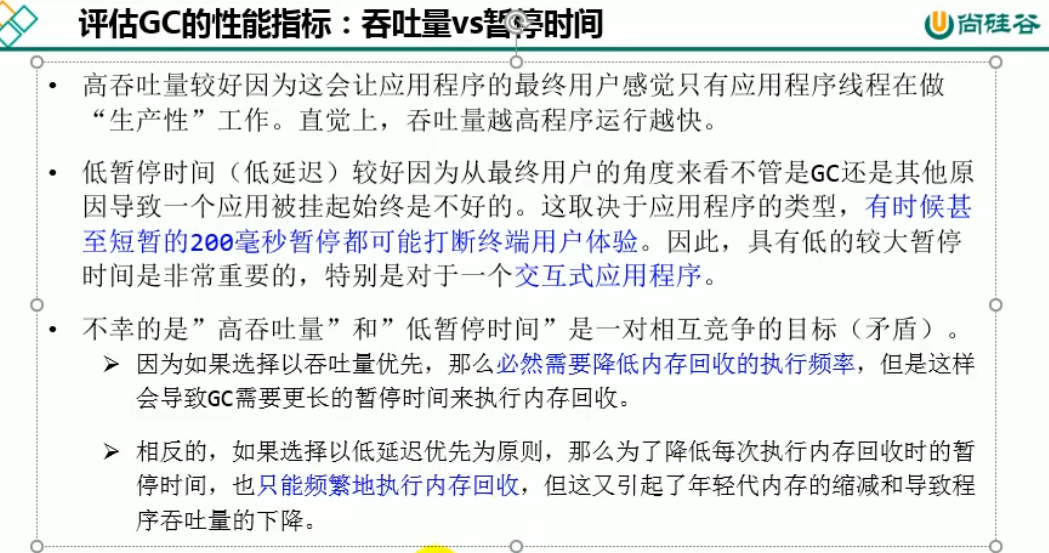 评估GC的性能指标：吞吐量vs暂停时间
尚硅谷
• 高吞吐量较好因为这会让应用程序的最终用户感觉只有应用程序线程在做
“生产性”工作。直觉上，吞吐量越高程序运行越快。
• 低暂停时间（低延迟）较好因为从最终用户的角度来看不管是GC还是其他原
因导致一个应用被挂起始终是不好的。这取决于应用程序的类型，有时候甚
至短暂的200毫秒暂停都可能打断终端用户体验。因此，具有低的较大暂停
时间是非常重要的，特别是对于一个交互式应用程序。
• 不幸的是”高吞吐量”和”低暂停时间”是一对相互竞争的目标（矛盾）。
➢ 因为如果选择以吞吐量优先，那么必然需要降低内存回收的执行频率，但是这样
会导致GC需要更长的暂停时间来执行内存回收。
➢ 相反的，如果选择以低延迟优先为原则，那么为了降低每次执行内存回收时的暂
停时间，也只能频繁地执行内存回收，但这又引起了年轻代内存的缩减和导致程
序吞吐量的下降。